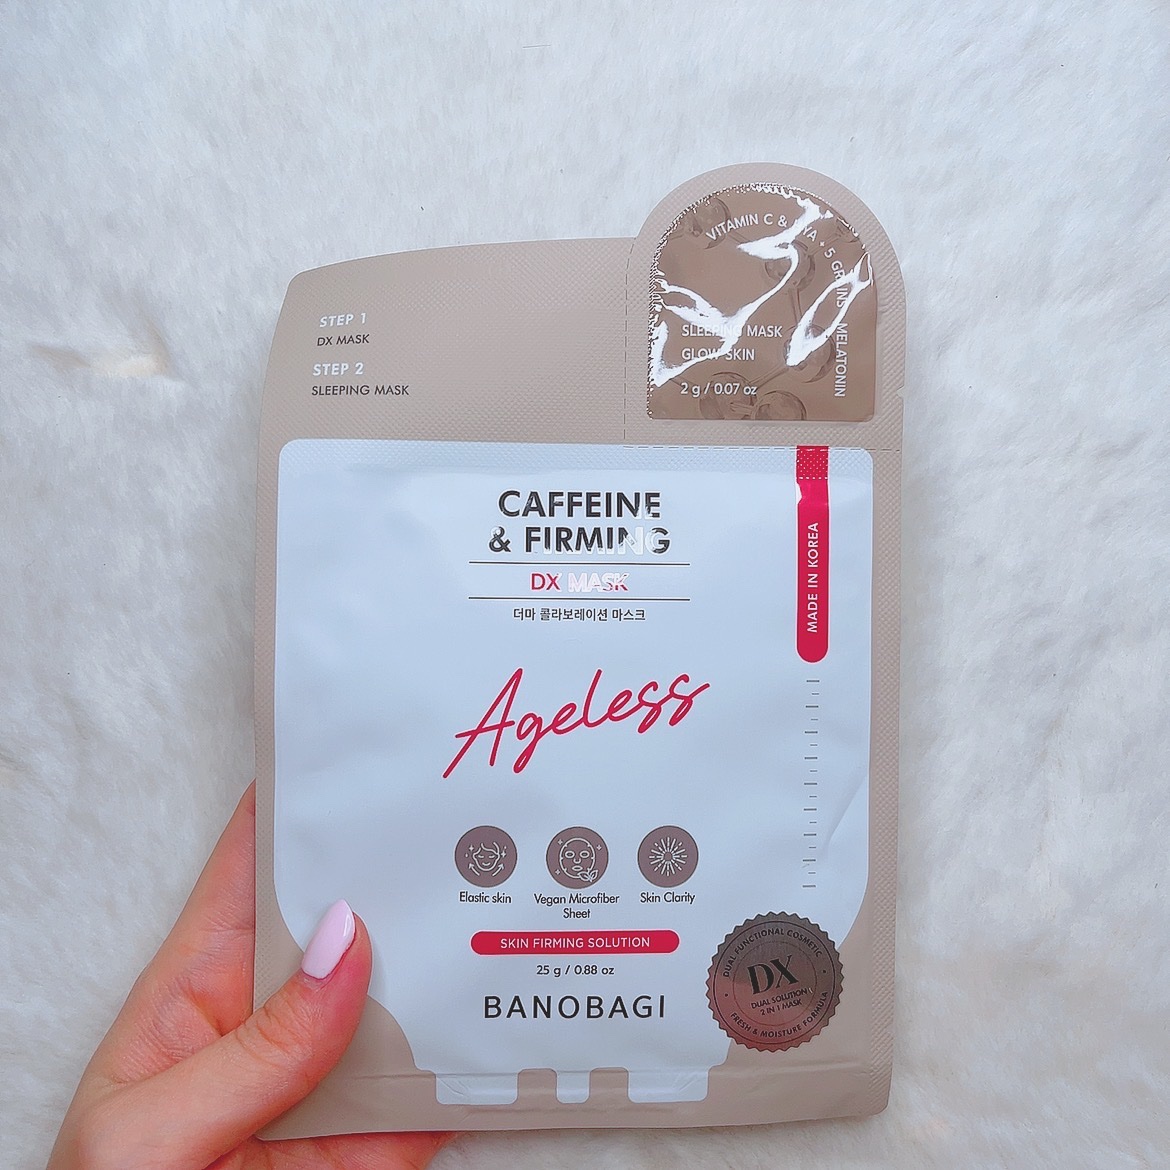 VITAMIN C & HYA + 5 GRAINS MELATONIN
SLEEPING MASK
GLOW SKIN
2 g / 0.07 oz
STEP 1
DX MASK
STEP 2
SLEEPING MASK
CAFFEINE
& FIRMING
DX MASK
더마 콜라보레이션 마스크
MADE IN KOREA
Ageless
Elastic skin
Vegan Microfiber
Sheet
Skin Clarity
SKIN FIRMING SOLUTION
25 g / 0.88 oz
BANOBAGI
DUAL FUNCTIONAL COSMETIC
DX
DUAL SOLUTION
2 IN 1 MASK
FRESH & MOISTURE FORMULA